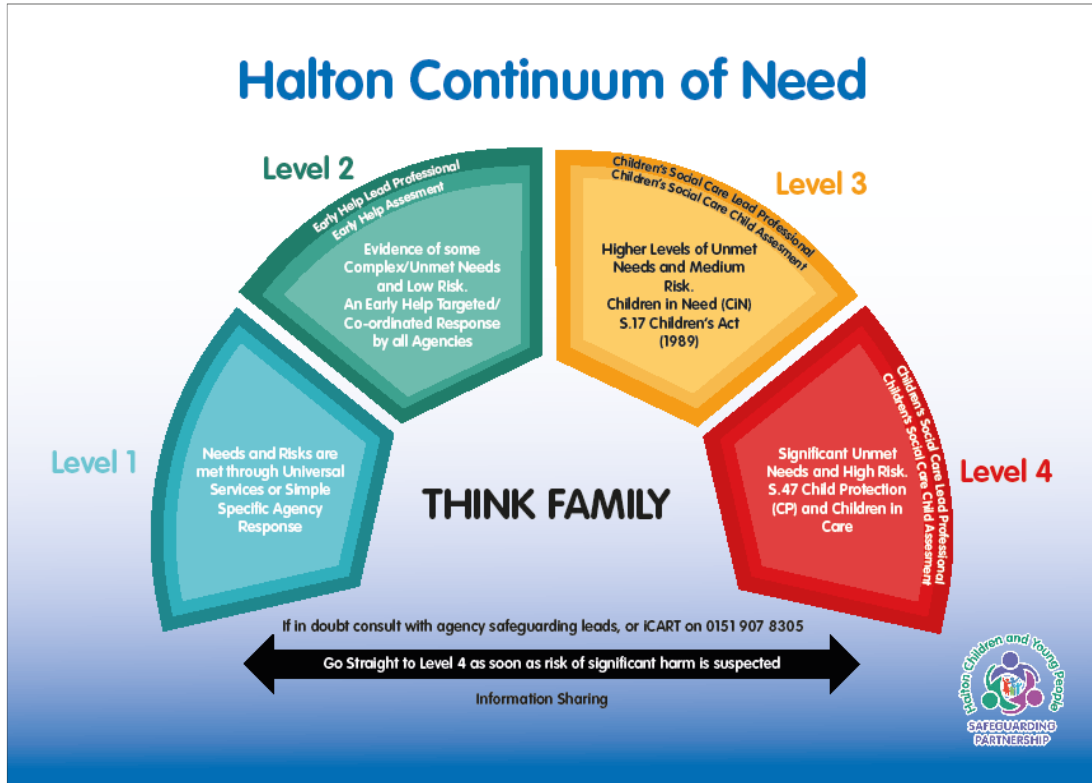 Halton Continuum of Need
Level 1
Needs and Risks are
met through Universal
Services or Simple
Specific Agency
Response
Level 2
Early Help Lead Professional
Early Help Assesment
Evidence of some
Complex/Unmet Needs
and Low Risk.
An Early Help Targeted/
Co-ordinated Response
by all Agencies
Level 3
Children's Social Care Lead Professional
Children's Social Care Child Assesment
Higher Levels of Unmet
Needs and Medium
Risk.
Children in Need (CiN)
S.17 Children's Act
(1989)
Level 4
Children's Social Care Lead Professional
Children's Social Care Child Assesment
Significant Unmet
Needs and High Risk.
S.47 Child Protection
(CP) and Children in
Care
THINK FAMILY
If in doubt consult with agency safeguarding leads, or iCART on 0151 907 8305
Go Straight to Level 4 as soon as risk of significant harm is suspected
Information Sharing
Halton Children and Young People
SAFEGUARDING
PARTNERSHIP